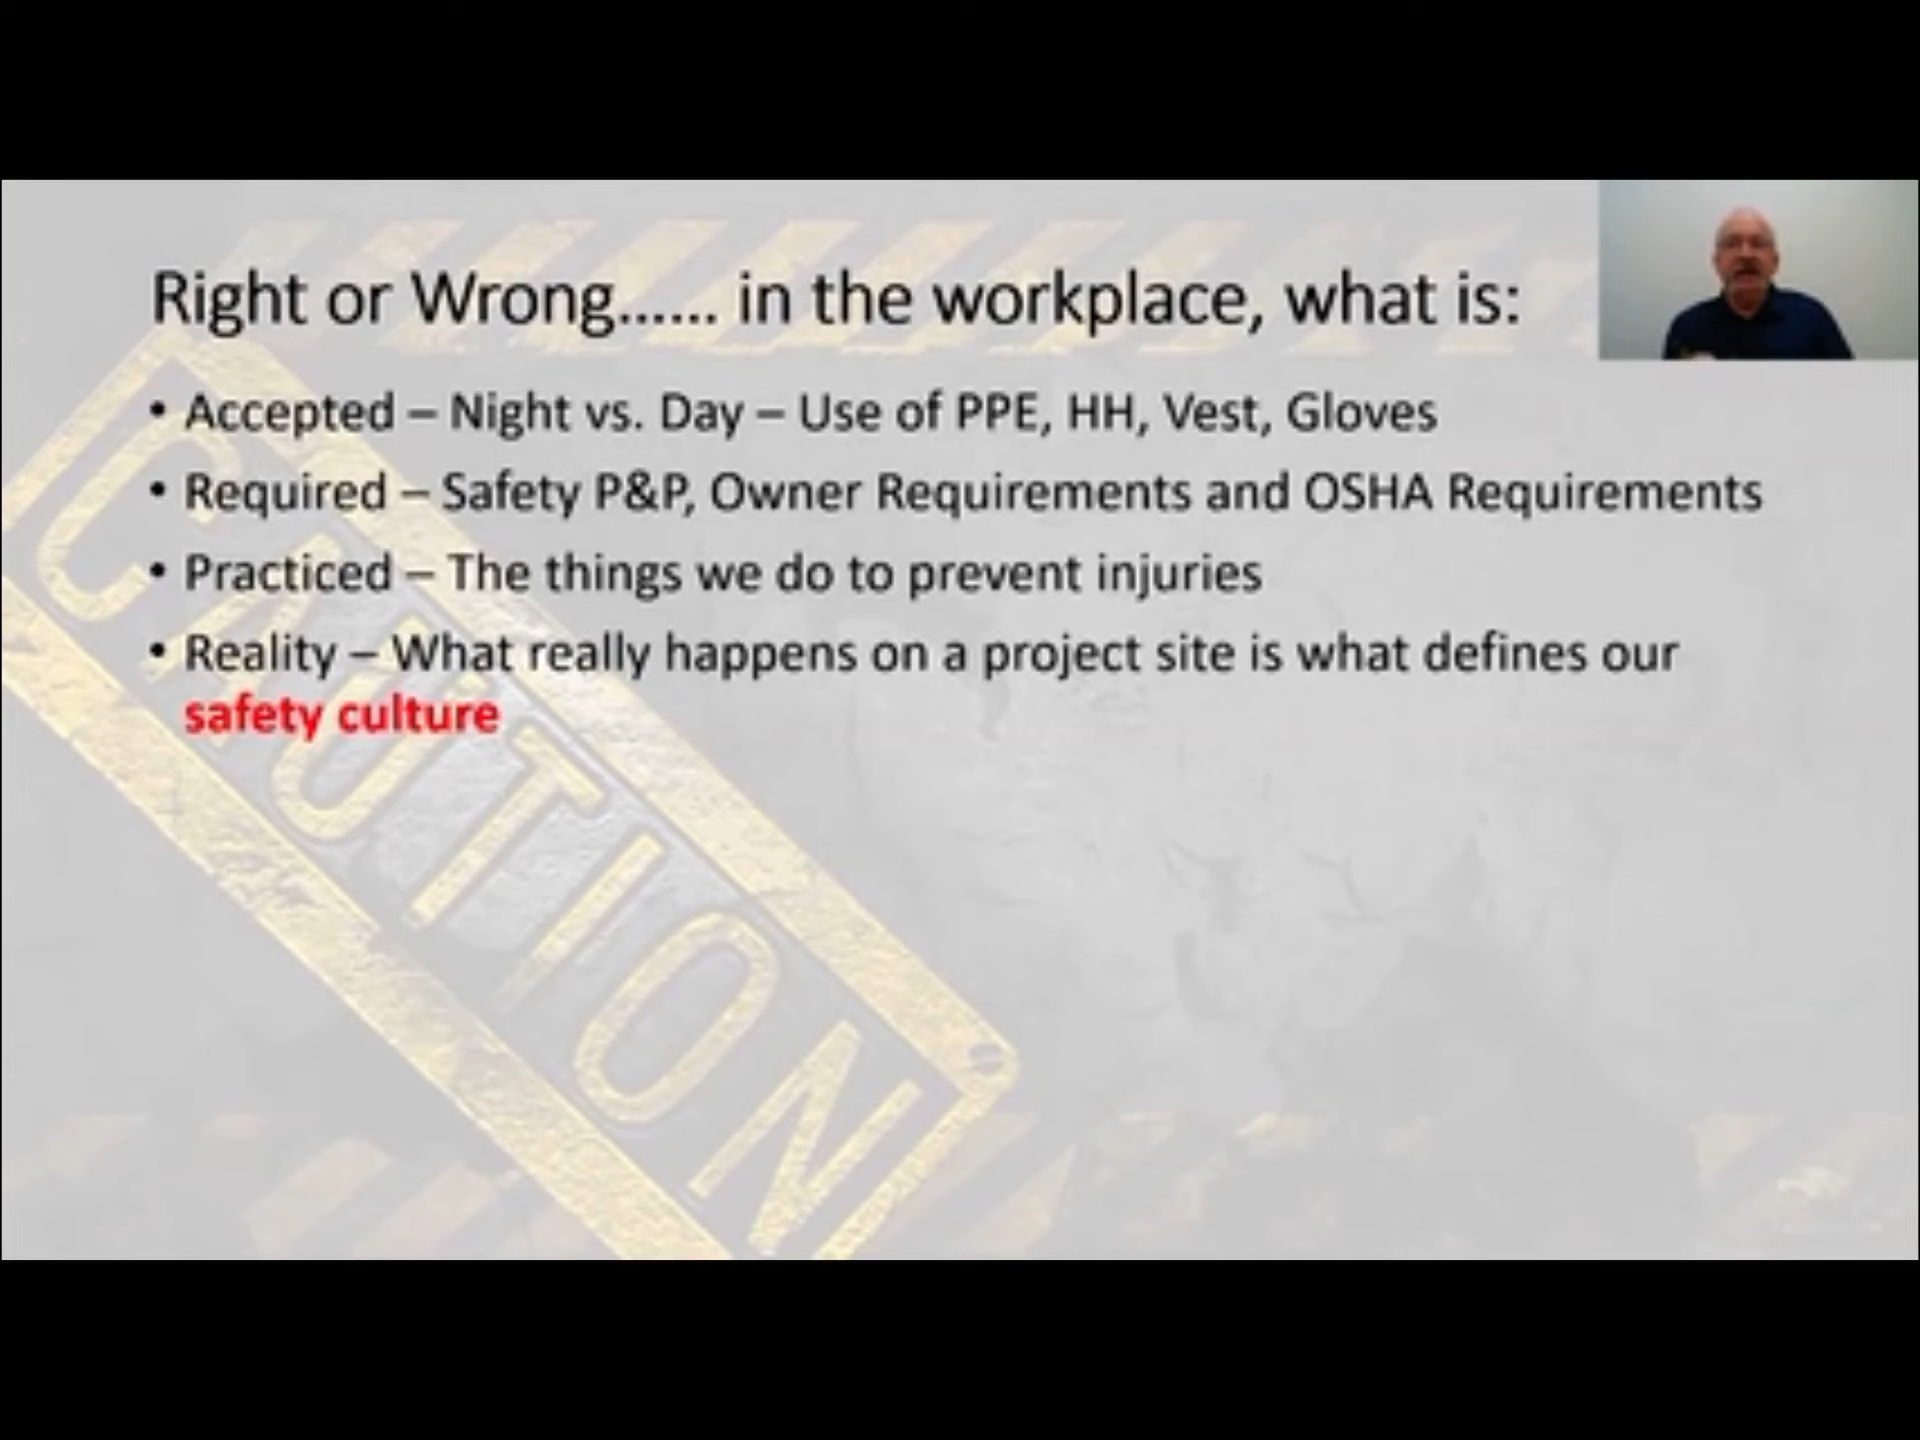 Right or Wrong...... in the workplace, what is:
• Accepted – Night vs. Day – Use of PPE, HH, Vest, Gloves
• Required – Safety P&P, Owner Requirements and OSHA Requirements
• Practiced – The things we do to prevent injuries
• Reality – What really happens on a project site is what defines our
safety culture
CAUTION